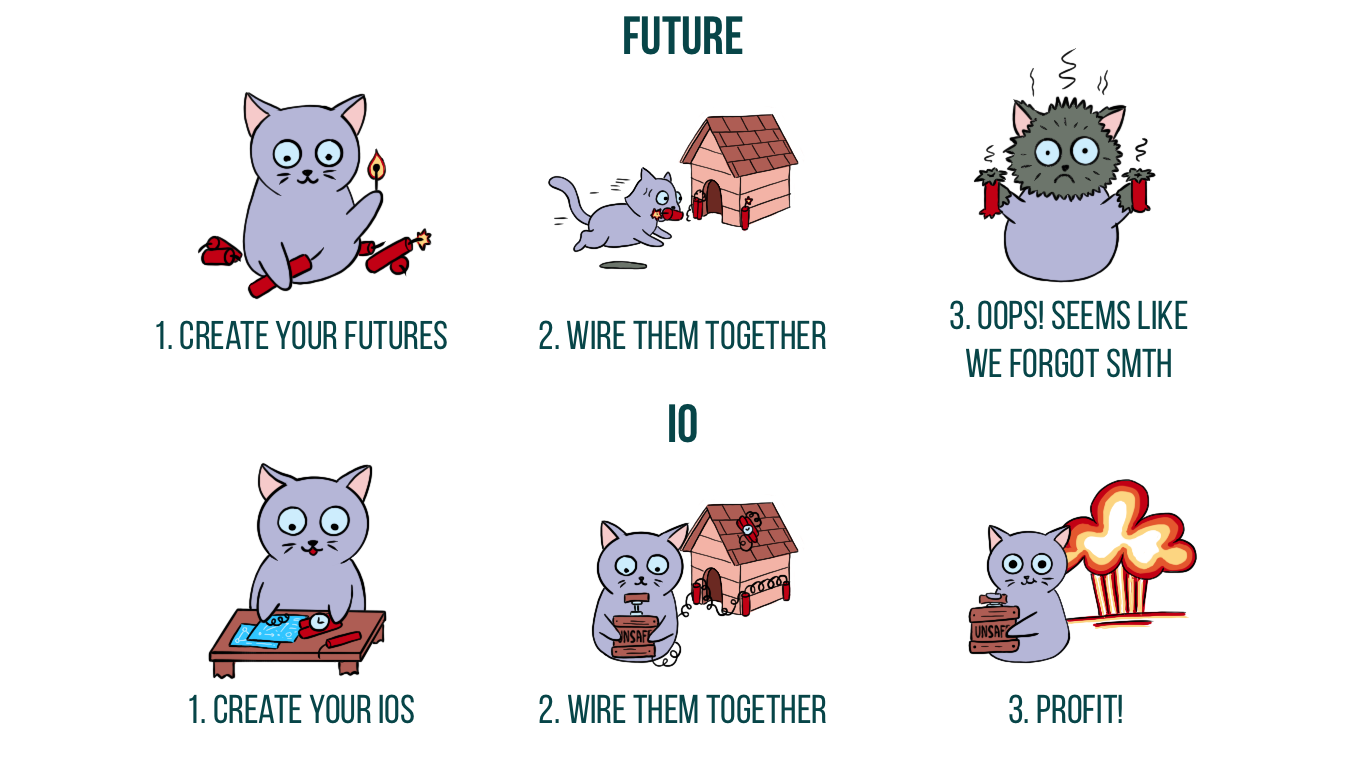 FUTURE
1. CREATE YOUR FUTURES
2. WIRE THEM TOGETHER
3. OOPS! SEEMS LIKE
WE FORGOT SMTH
IO
UNSAFE
UNSAFE
1. CREATE YOUR IOS
2. WIRE THEM TOGETHER
3. PROFIT!